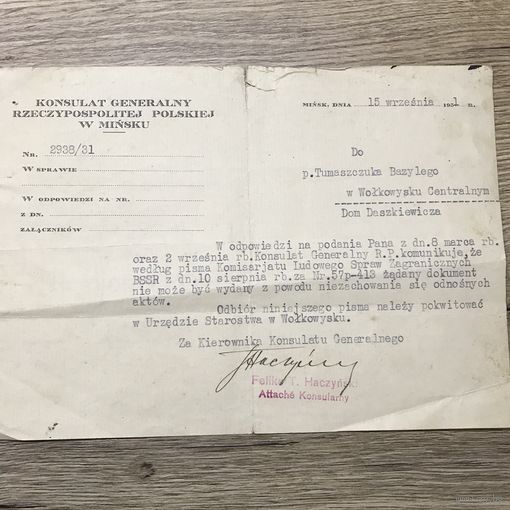 KONSULAT GENERALNY
RZECZYPOSPOLITEJ POLSKIEJ
W MIŃSKU
MIŃSK, DNIA 15 września 1931 R.
NR. 2938/31
W SPRAWIE
W ODPOWIEDZI NA NR.
Z DN.
ZAŁĄCZNIKÓW
Do
p.Tumaszczuka Bazylego
w Wołkowysku Centralnym
Dom Daszkiewicza
W odpowiedzi na podania Pana z dn.8 marca rb.
oraz 2 września rb.Konsulat Generalny R.P.komunikuje,że
według pisma Komisarjatu Ludowego Spraw Zagranicznych
BSSR z dn.10 sierpnia rb.za Nr.57p-413 żądany dokument
nie może być wydany z powodu niezachowania się odnośnych
aktów.
Odbiór niniejszego pisma należy pokwitować
w Urzędzie Starostwa w Wołkowysku.
Za Kierownika Konsulatu Generalnego
Feliks T. Haczyński
Attaché Konsularny